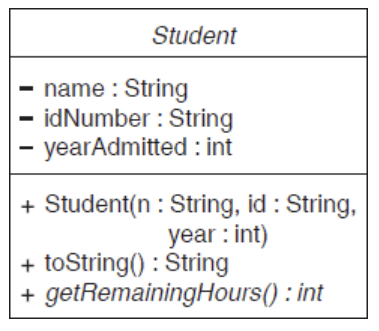 Student
– name : String
– idNumber : String
– yearAdmitted : int
+ Student(n : String, id : String,
year : int)
+ toString() : String
+ getRemainingHours() : int